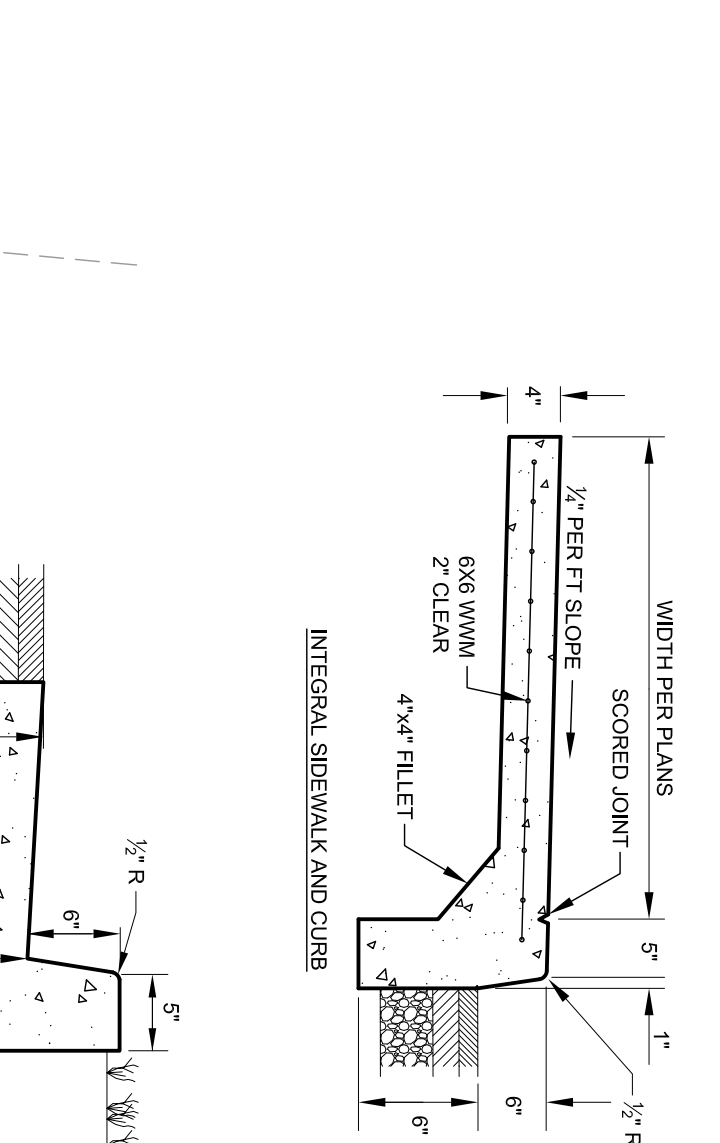 WIDTH PER PLANS
5"
1"
½" R
SCORED JOINT
¼" PER FT SLOPE
4"
6X6 WWM
2" CLEAR
4"x4" FILLET
6"
6"
INTEGRAL SIDEWALK AND CURB
½" R
6"
5"